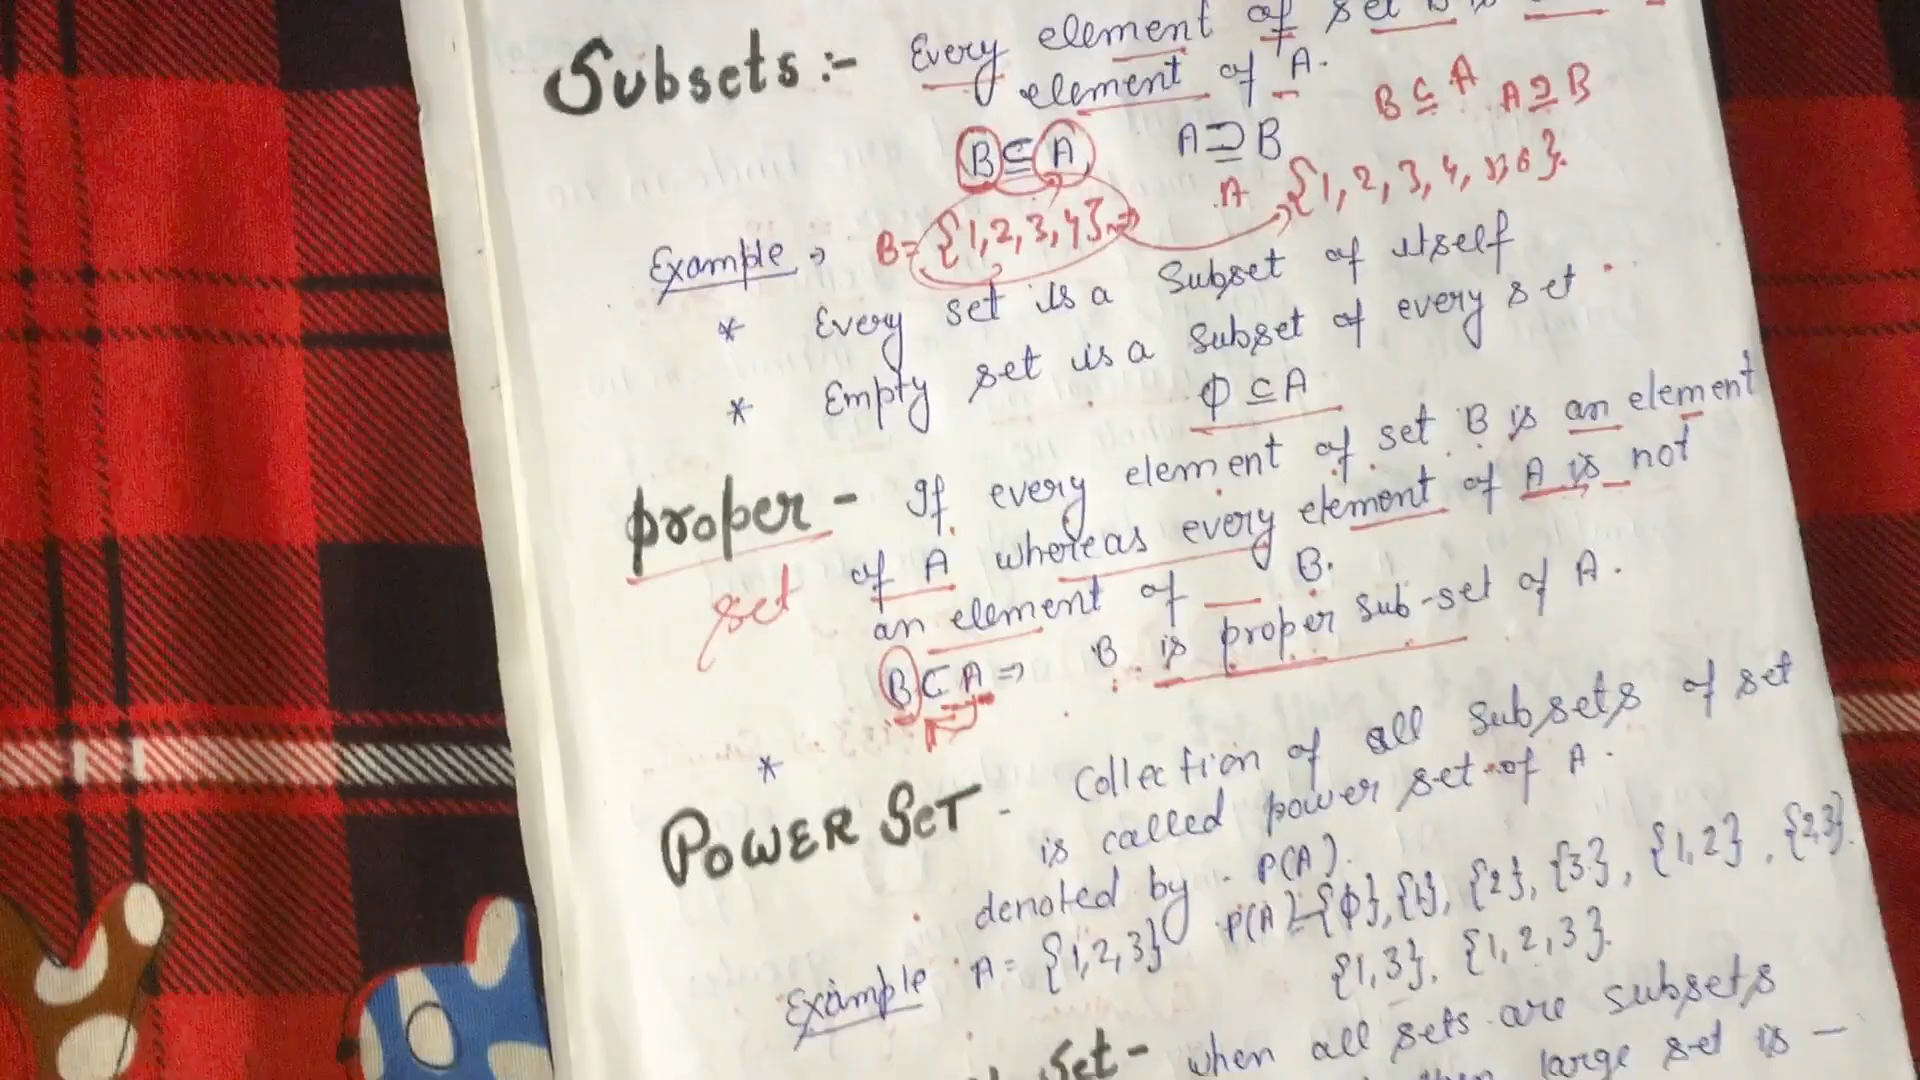 Subsets :- Every element of set B is
element of A.
B ⊆ A A ⊇ B
B ⊆ A A ⊇ B
Example → B = {1,2,3,4} ⇒ A {1, 2, 3, 4, 5, 6}.
* Every set is a Subset of itself
* Empty set is a subset of every set
ϕ ⊆ A
proper - If every element of set B is an element
set of A whereas every element of A is not
an element of B.
B ⊂ A ⇒ B is proper sub-set of A.
*
POWER SET - Collection of all subsets of set
is called power set of A.
denoted by P(A).
Example A = {1,2,3} P(A) = {ϕ}, {1}, {2}, {3}, {1,2}, {2,3}.
{1,3}, {1,2,3}.
Set - when all sets are subsets
large set is -